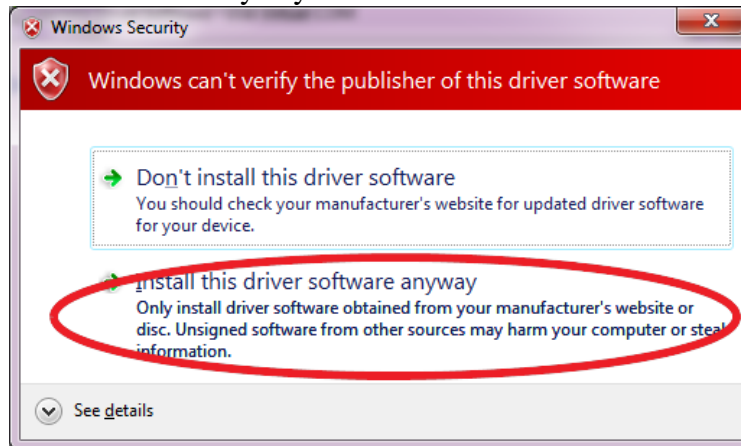 Windows Security
Windows can't verify the publisher of this driver software
Don't install this driver software
You should check your manufacturer's website for updated driver software
for your device.
Install this driver software anyway
Only install driver software obtained from your manufacturer's website or
disc. Unsigned software from other sources may harm your computer or steal
information.
See details